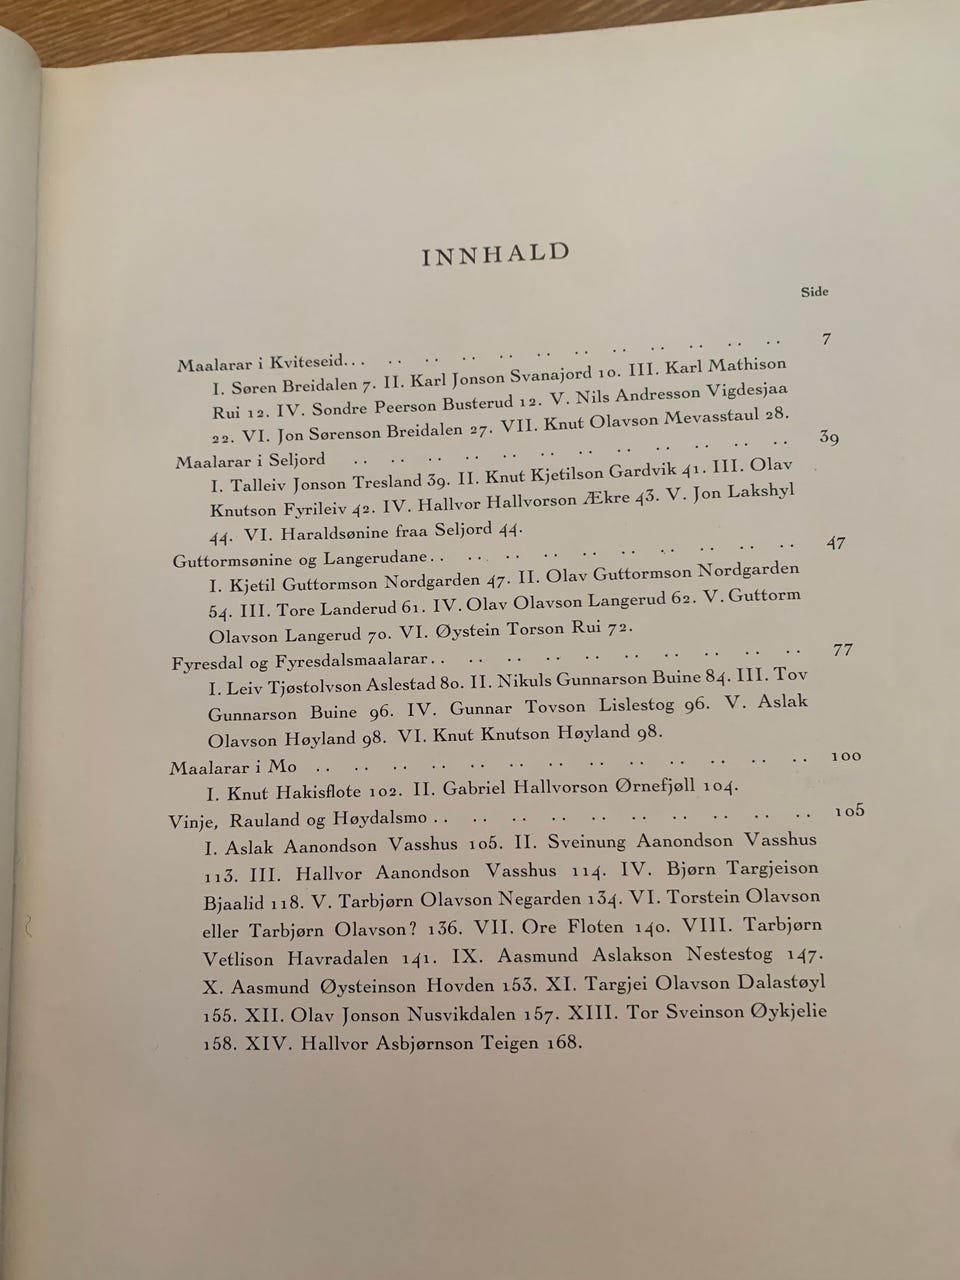 INNHALD
Side
Maalarar i Kviteseid... .. .. .. .. .. .. .. .. .. .. .. 7
I. Søren Breidalen 7. II. Karl Jonson Svanajord 10. III. Karl Mathison
Rui 12. IV. Sondre Peerson Busterud 12. V. Nils Andresson Vigdesjaa
22. VI. Jon Sørenson Breidalen 27. VII. Knut Olavson Mevasstaul 28.
Maalarar i Seljord .. .. .. .. .. .. .. .. .. .. .. .. 39
I. Talleiv Jonson Tresland 39. II. Knut Kjetilson Gardvik 41. III. Olav
Knutson Fyrileiv 42. IV. Hallvor Hallvorson Ækre 43. V. Jon Lakshyl
44. VI. Haraldsønine fraa Seljord 44.
Guttormsønine og Langerudane.. .. .. .. .. .. .. .. .. .. 47
I. Kjetil Guttormson Nordgarden 47. II. Olav Guttormson Nordgarden
54. III. Tore Landerud 61. IV. Olav Olavson Langerud 62. V. Guttorm
Olavson Langerud 70. VI. Øystein Torson Rui 72.
Fyresdal og Fyresdalsmaalarar.. .. .. .. .. .. .. .. .. .. 77
I. Leiv Tjøstolvson Aslestad 80. II. Nikuls Gunnarson Buine 84. III. Tov
Gunnarson Buine 96. IV. Gunnar Tovson Lislestog 96. V. Aslak
Olavson Høyland 98. VI. Knut Knutson Høyland 98.
Maalarar i Mo .. .. .. .. .. .. .. .. .. .. .. .. .. 100
I. Knut Hakisflote 102. II. Gabriel Hallvorson Ørnefjøll 104.
Vinje, Rauland og Høydalsmo .. .. .. .. .. .. .. .. .. .. 105
I. Aslak Aanondson Vasshus 105. II. Sveinung Aanondson Vasshus
113. III. Hallvor Aanondson Vasshus 114. IV. Bjørn Targjeison
Bjaalid 118. V. Tarbjørn Olavson Negarden 134. VI. Torstein Olavson
eller Tarbjørn Olavson? 136. VII. Ore Floten 140. VIII. Tarbjørn
Vetlison Havradalen 141. IX. Aasmund Aslakson Nestestog 147.
X. Aasmund Øysteinson Hovden 153. XI. Targjei Olavson Dalastøyl
155. XII. Olav Jonson Nusvikdalen 157. XIII. Tor Sveinson Øykjelie
158. XIV. Hallvor Asbjørnson Teigen 168.